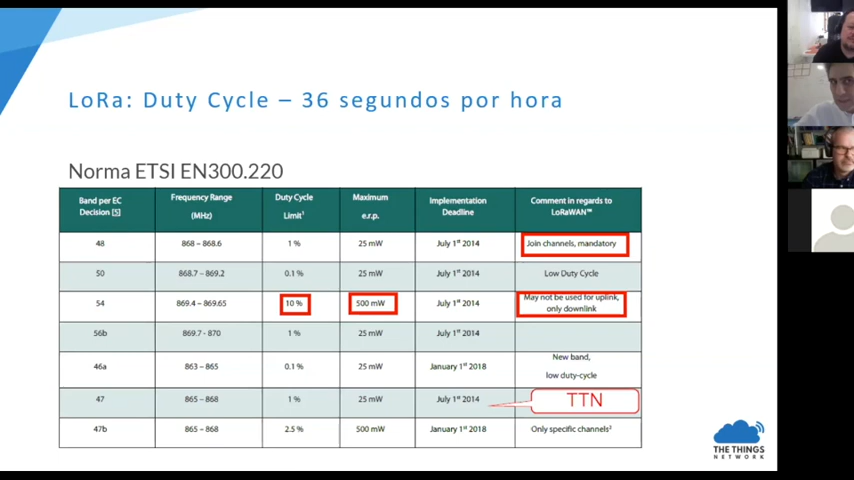 LoRa: Duty Cycle – 36 segundos por hora
Norma ETSI EN300.220
Band per EC Decision [5] Frequency Range (MHz) Duty Cycle Limit¹ Maximum e.r.p. Implementation Deadline Comment in regards to LoRaWAN™
48 868 – 868.6 1 % 25 mW July 1st 2014 Join channels, mandatory
50 868.7 – 869.2 0.1 % 25 mW July 1st 2014 Low Duty Cycle
54 869.4 – 869.65 10 % 500 mW July 1st 2014 May not be used for uplink, only downlink
56b 869.7 - 870 1 % 25 mW July 1st 2014
46a 863 – 865 0.1 % 25 mW January 1st 2018 New band, low duty-cycle
47 865 – 868 1 % 25 mW July 1st 2014 TTN
47b 865 – 868 2.5 % 500 mW January 1st 2018 Only specific channels²
THE THINGS
NETWORK